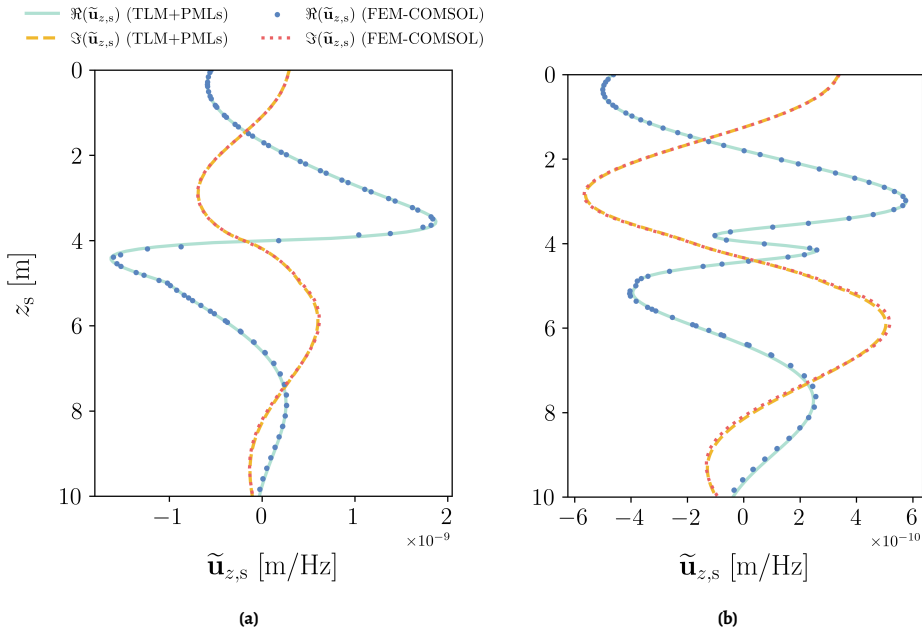 ℜ(ũ_{z,s}) (TLM+PMLs) ℜ(ũ_{z,s}) (FEM-COMSOL)
ℑ(ũ_{z,s}) (TLM+PMLs) ℑ(ũ_{z,s}) (FEM-COMSOL)
z_s [m]
0
2
4
6
8
10
−1 0 1 2
×10^{−9}
ũ_{z,s} [m/Hz]
(a)
0
2
4
6
8
10
−6 −4 −2 0 2 4 6
×10^{−10}
ũ_{z,s} [m/Hz]
(b)